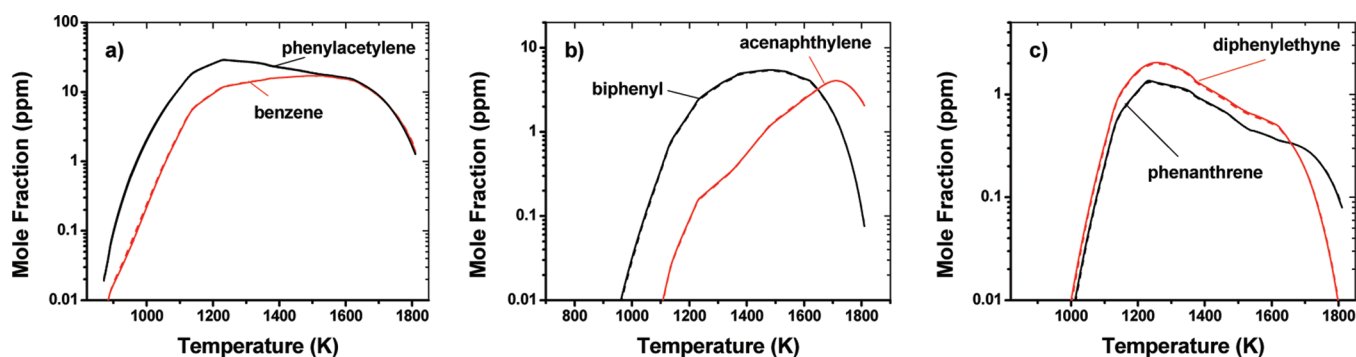 a)
phenylacetylene
benzene
100
10
1
0.1
0.01
Mole Fraction (ppm)
1000
1200
1400
1600
1800
Temperature (K)
b)
acenaphthylene
biphenyl
10
1
0.1
0.01
Mole Fraction (ppm)
800
1000
1200
1400
1600
1800
Temperature (K)
c)
diphenylethyne
phenanthrene
1
0.1
0.01
Mole Fraction (ppm)
1000
1200
1400
1600
1800
Temperature (K)